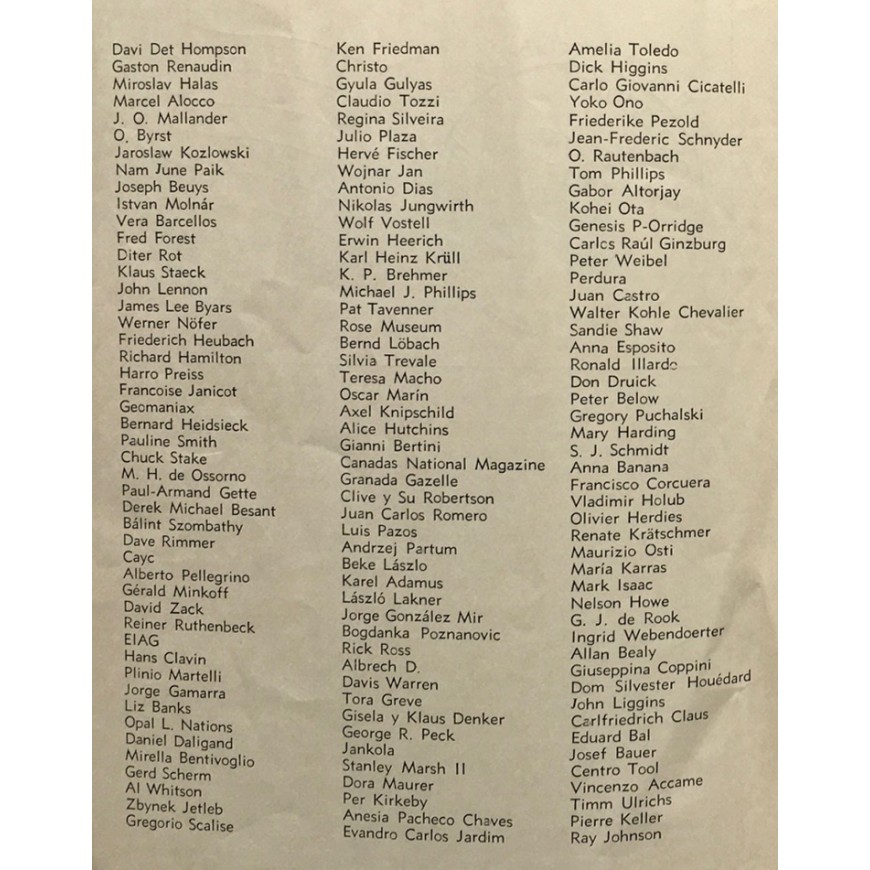 Davi Det Hompson
Gaston Renaudin
Miroslav Halas
Marcel Alocco
J. O. Mallander
O. Byrst
Jaroslaw Kozlowski
Nam June Paik
Joseph Beuys
Istvan Molnár
Vera Barcellos
Fred Forest
Diter Rot
Klaus Staeck
John Lennon
James Lee Byars
Werner Nöfer
Friederich Heubach
Richard Hamilton
Harro Preiss
Francoise Janicot
Geomaniax
Bernard Heidsieck
Pauline Smith
Chuck Stake
M. H. de Ossorno
Paul-Armand Gette
Derek Michael Besant
Bálint Szombathy
Dave Rimmer
Cayc
Alberto Pellegrino
Gérald Minkoff
David Zack
Reiner Ruthenbeck
EIAG
Hans Clavin
Plinio Martelli
Jorge Gamarra
Liz Banks
Opal L. Nations
Daniel Daligand
Mirella Bentivoglio
Gerd Scherm
Al Whitson
Zbynek Jetleb
Gregorio Scalise
Ken Friedman
Christo
Gyula Gulyas
Claudio Tozzi
Regina Silveira
Julio Plaza
Hervé Fischer
Wojnar Jan
Antonio Dias
Nikolas Jungwirth
Wolf Vostell
Erwin Heerich
Karl Heinz Krüll
K. P. Brehmer
Michael J. Phillips
Pat Tavenner
Rose Museum
Bernd Löbach
Silvia Trevale
Teresa Macho
Oscar Marín
Axel Knipschild
Alice Hutchins
Gianni Bertini
Canadas National Magazine
Granada Gazelle
Clive y Su Robertson
Juan Carlos Romero
Luis Pazos
Andrzej Partum
Beke Lászlo
Karel Adamus
László Lakner
Jorge González Mir
Bogdanka Poznanovic
Rick Ross
Albrech D.
Davis Warren
Tora Greve
Gisela y Klaus Denker
George R. Peck
Jankola
Stanley Marsh II
Dora Maurer
Per Kirkeby
Anesia Pacheco Chaves
Evandro Carlos Jardim
Amelia Toledo
Dick Higgins
Carlo Giovanni Cicatelli
Yoko Ono
Friederike Pezold
Jean-Frederic Schnyder
O. Rautenbach
Tom Phillips
Gabor Altorjay
Kohei Ota
Genesis P-Orridge
Carlos Raúl Ginzburg
Peter Weibel
Perdura
Juan Castro
Walter Kohle Chevalier
Sandie Shaw
Anna Esposito
Ronald Illardo
Don Druick
Peter Below
Gregory Puchalski
Mary Harding
S. J. Schmidt
Anna Banana
Francisco Corcuera
Vladimir Holub
Olivier Herdies
Renate Krätschmer
Maurizio Osti
María Karras
Mark Isaac
Nelson Howe
G. J. de Rook
Ingrid Webendoerter
Allan Bealy
Giuseppina Coppini
Dom Silvester Houédard
John Liggins
Carlfriedrich Claus
Eduard Bal
Josef Bauer
Centro Tool
Vincenzo Accame
Timm Ulrichs
Pierre Keller
Ray Johnson